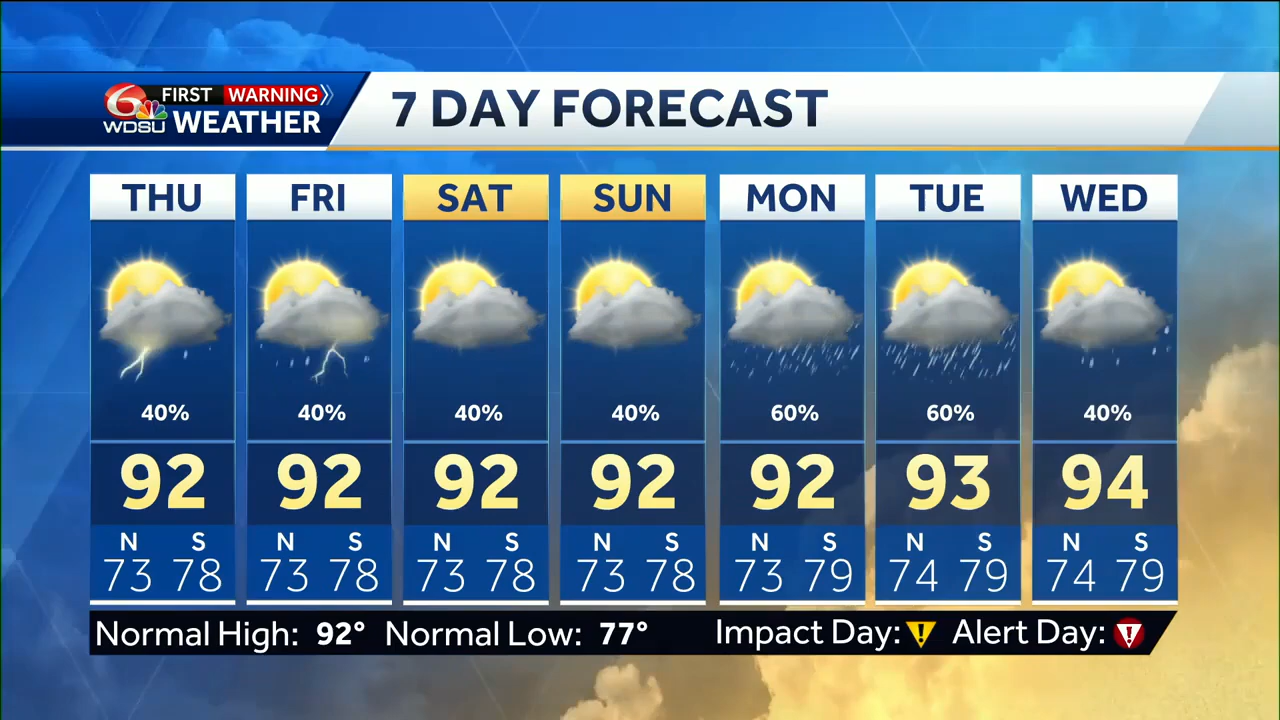 6 FIRST WARNING
WDSU WEATHER
7 DAY FORECAST
THU FRI SAT SUN MON TUE WED
40% 40% 40% 40% 60% 60% 40%
92 92 92 92 92 93 94
N S N S N S N S N S N S N S
73 78 73 78 73 78 73 78 73 79 74 79 74 79
Normal High: 92° Normal Low: 77° Impact Day: ! Alert Day: !